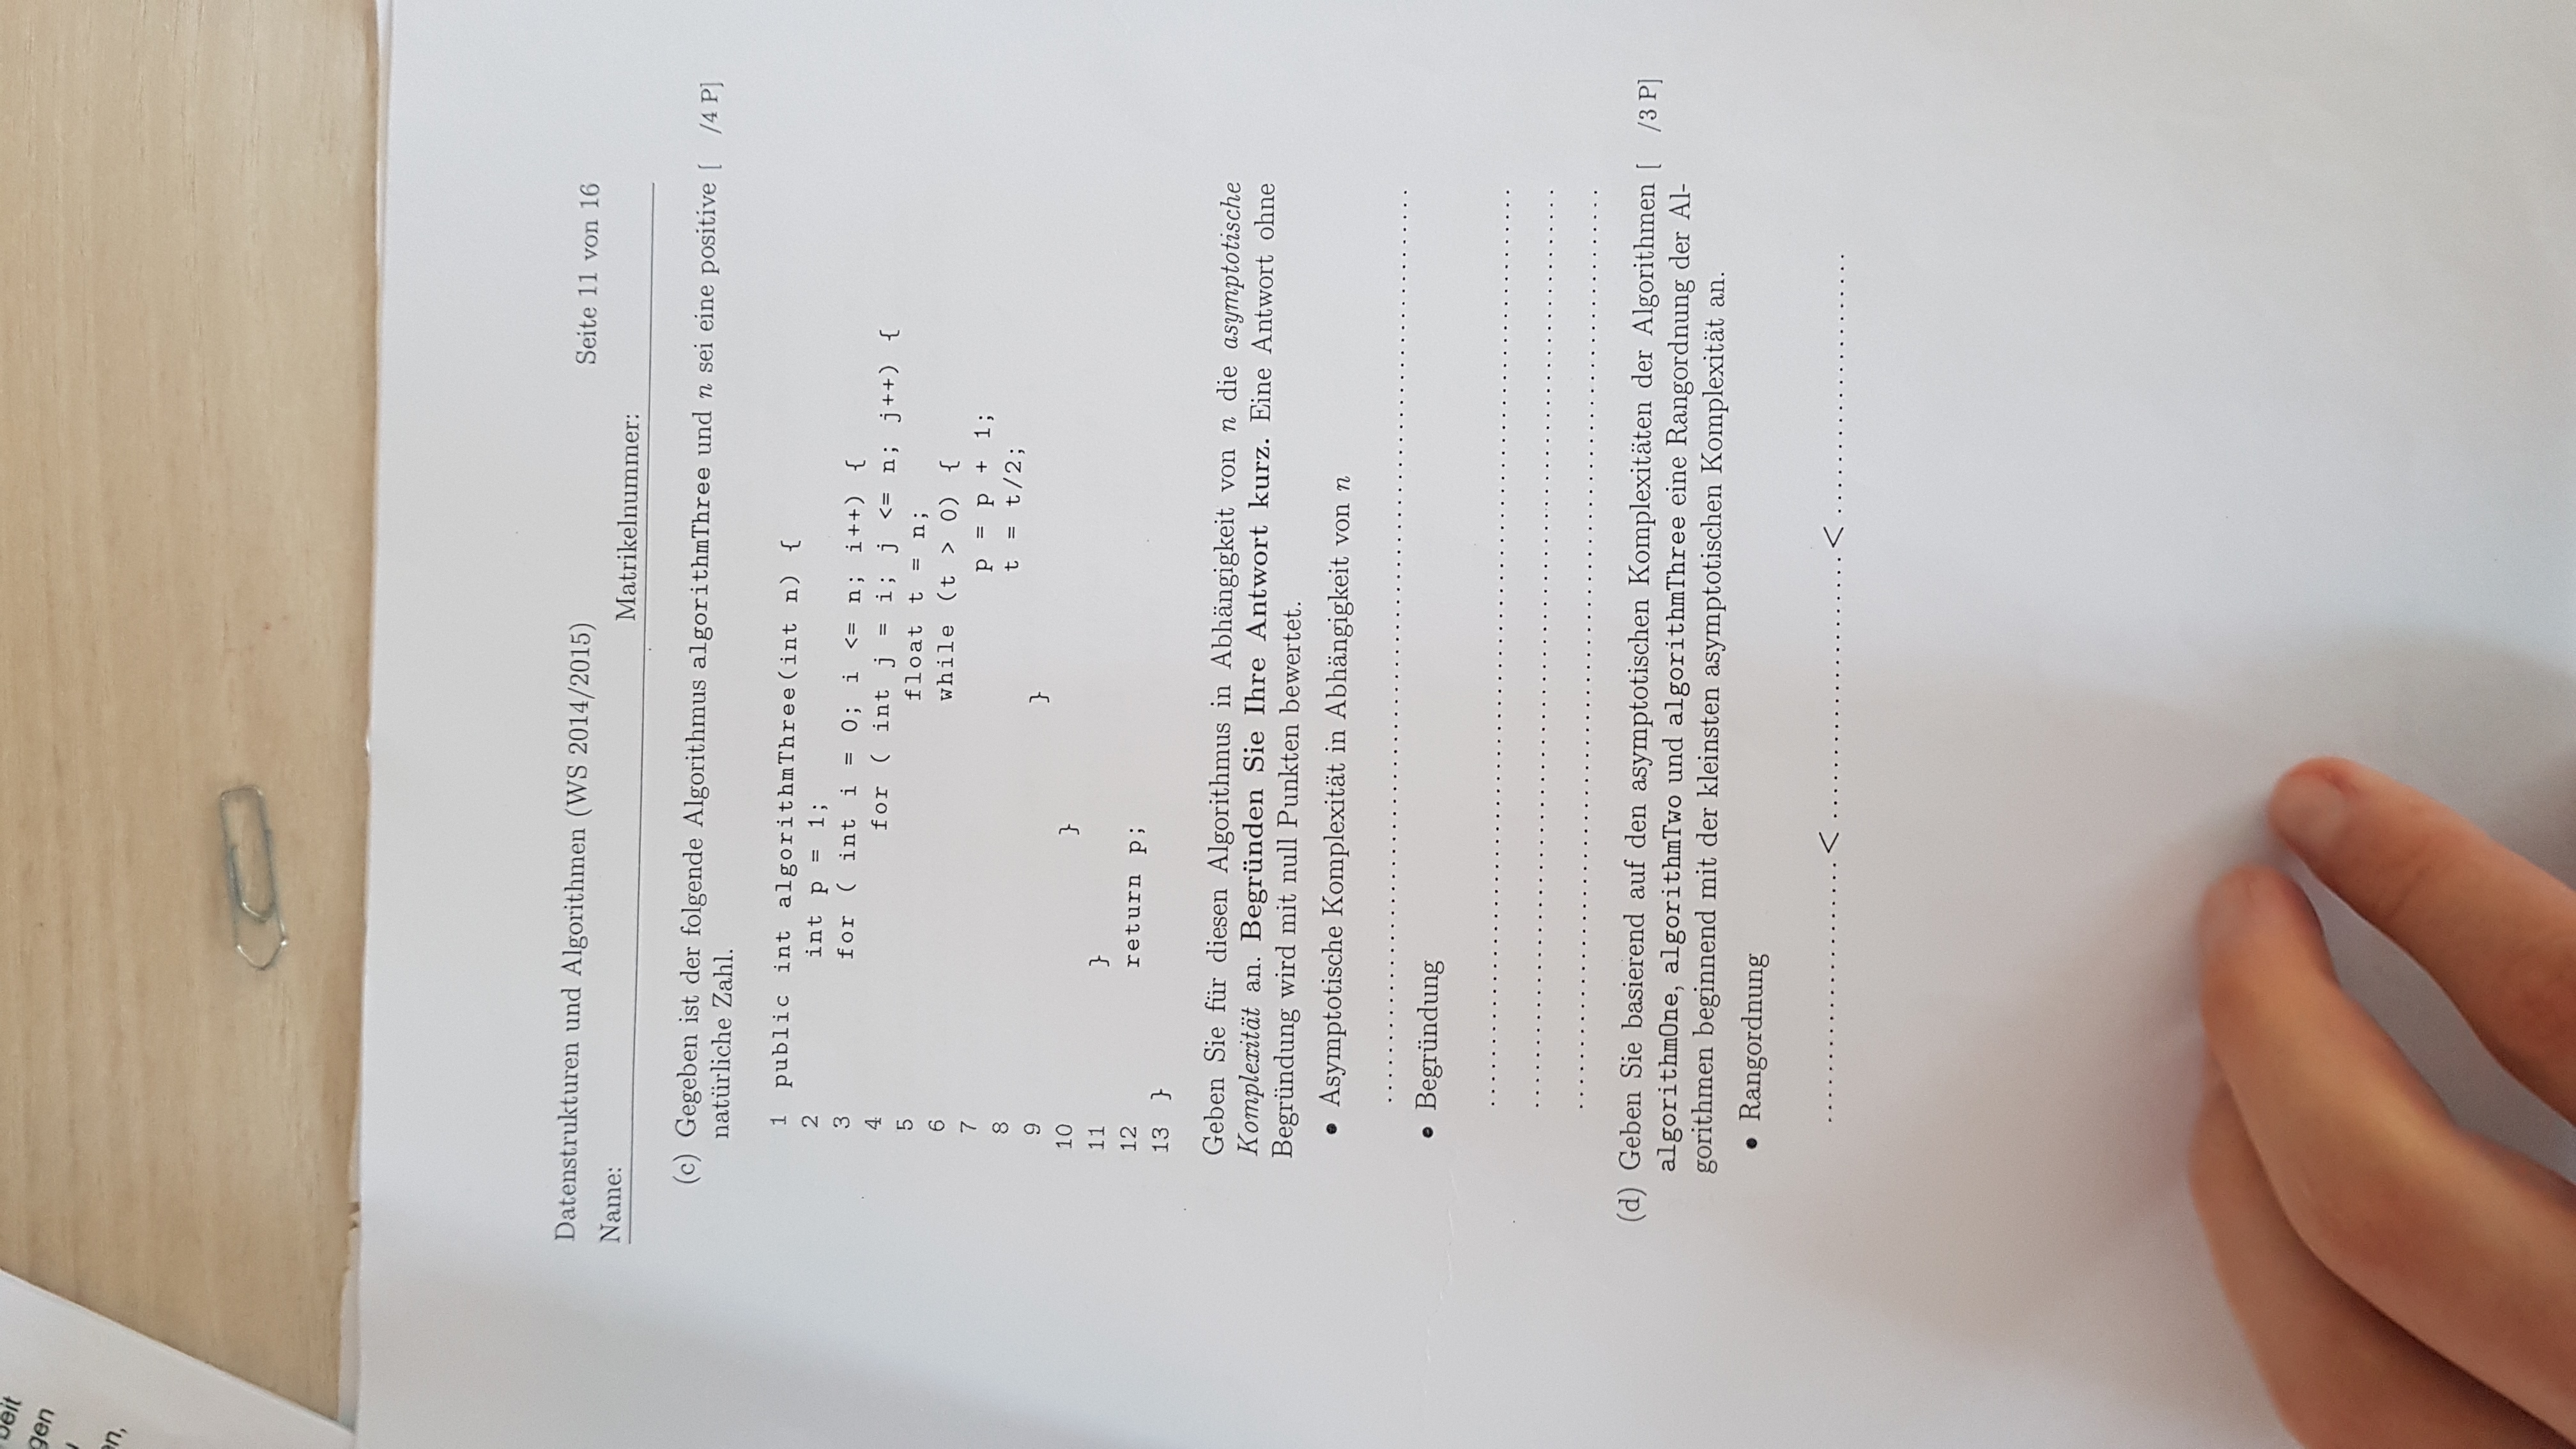 beit
gen
en,
Datenstrukturen und Algorithmen (WS 2014/2015) Seite 11 von 16
Name: Matrikelnummer:
(c) Gegeben ist der folgende Algorithmus algorithmThree und n sei eine positive [ /4 P]
natürliche Zahl.
1 public int algorithmThree(int n) {
2 int p = 1;
3 for ( int i = 0; i <= n; i++) {
4 for ( int j = i; j <= n; j++) {
5 float t = n;
6 while (t > 0) {
7 p = p + 1;
8 t = t/2;
9 }
10 }
11 }
12 return p;
13 }
Geben Sie für diesen Algorithmus in Abhängigkeit von n die asymptotische
Komplexität an. Begründen Sie Ihre Antwort kurz. Eine Antwort ohne
Begründung wird mit null Punkten bewertet.
• Asymptotische Komplexität in Abhängigkeit von n
• Begründung
(d) Geben Sie basierend auf den asymptotischen Komplexitäten der Algorithmen [ /3 P]
algorithmOne, algorithmTwo und algorithmThree eine Rangordnung der Al-
gorithmen beginnend mit der kleinsten asymptotischen Komplexität an.
• Rangordnung
.....................< .....................< .....................